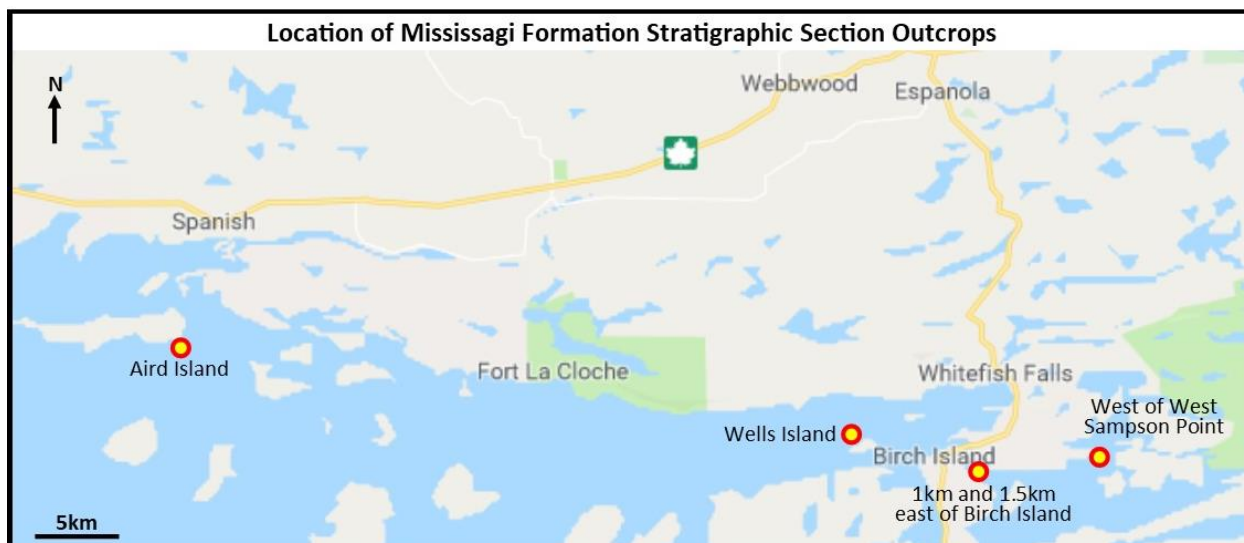 Location of Mississagi Formation Stratigraphic Section Outcrops
N
Webbwood
Espanola
Spanish
Aird Island
Fort La Cloche
Whitefish Falls
West of West
Sampson Point
Wells Island
Birch Island
1km and 1.5km
east of Birch Island
5km